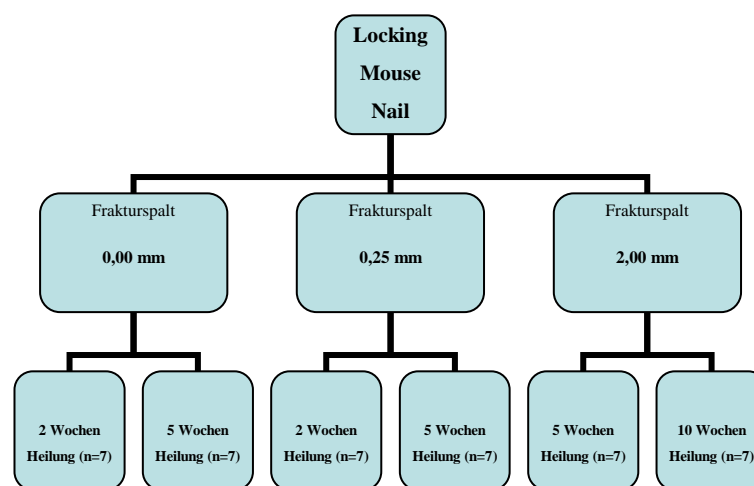 Locking
Mouse
Nail
Frakturspalt
0,00 mm
Frakturspalt
0,25 mm
Frakturspalt
2,00 mm
2 Wochen
Heilung (n=7)
5 Wochen
Heilung (n=7)
2 Wochen
Heilung (n=7)
5 Wochen
Heilung (n=7)
5 Wochen
Heilung (n=7)
10 Wochen
Heilung (n=7)